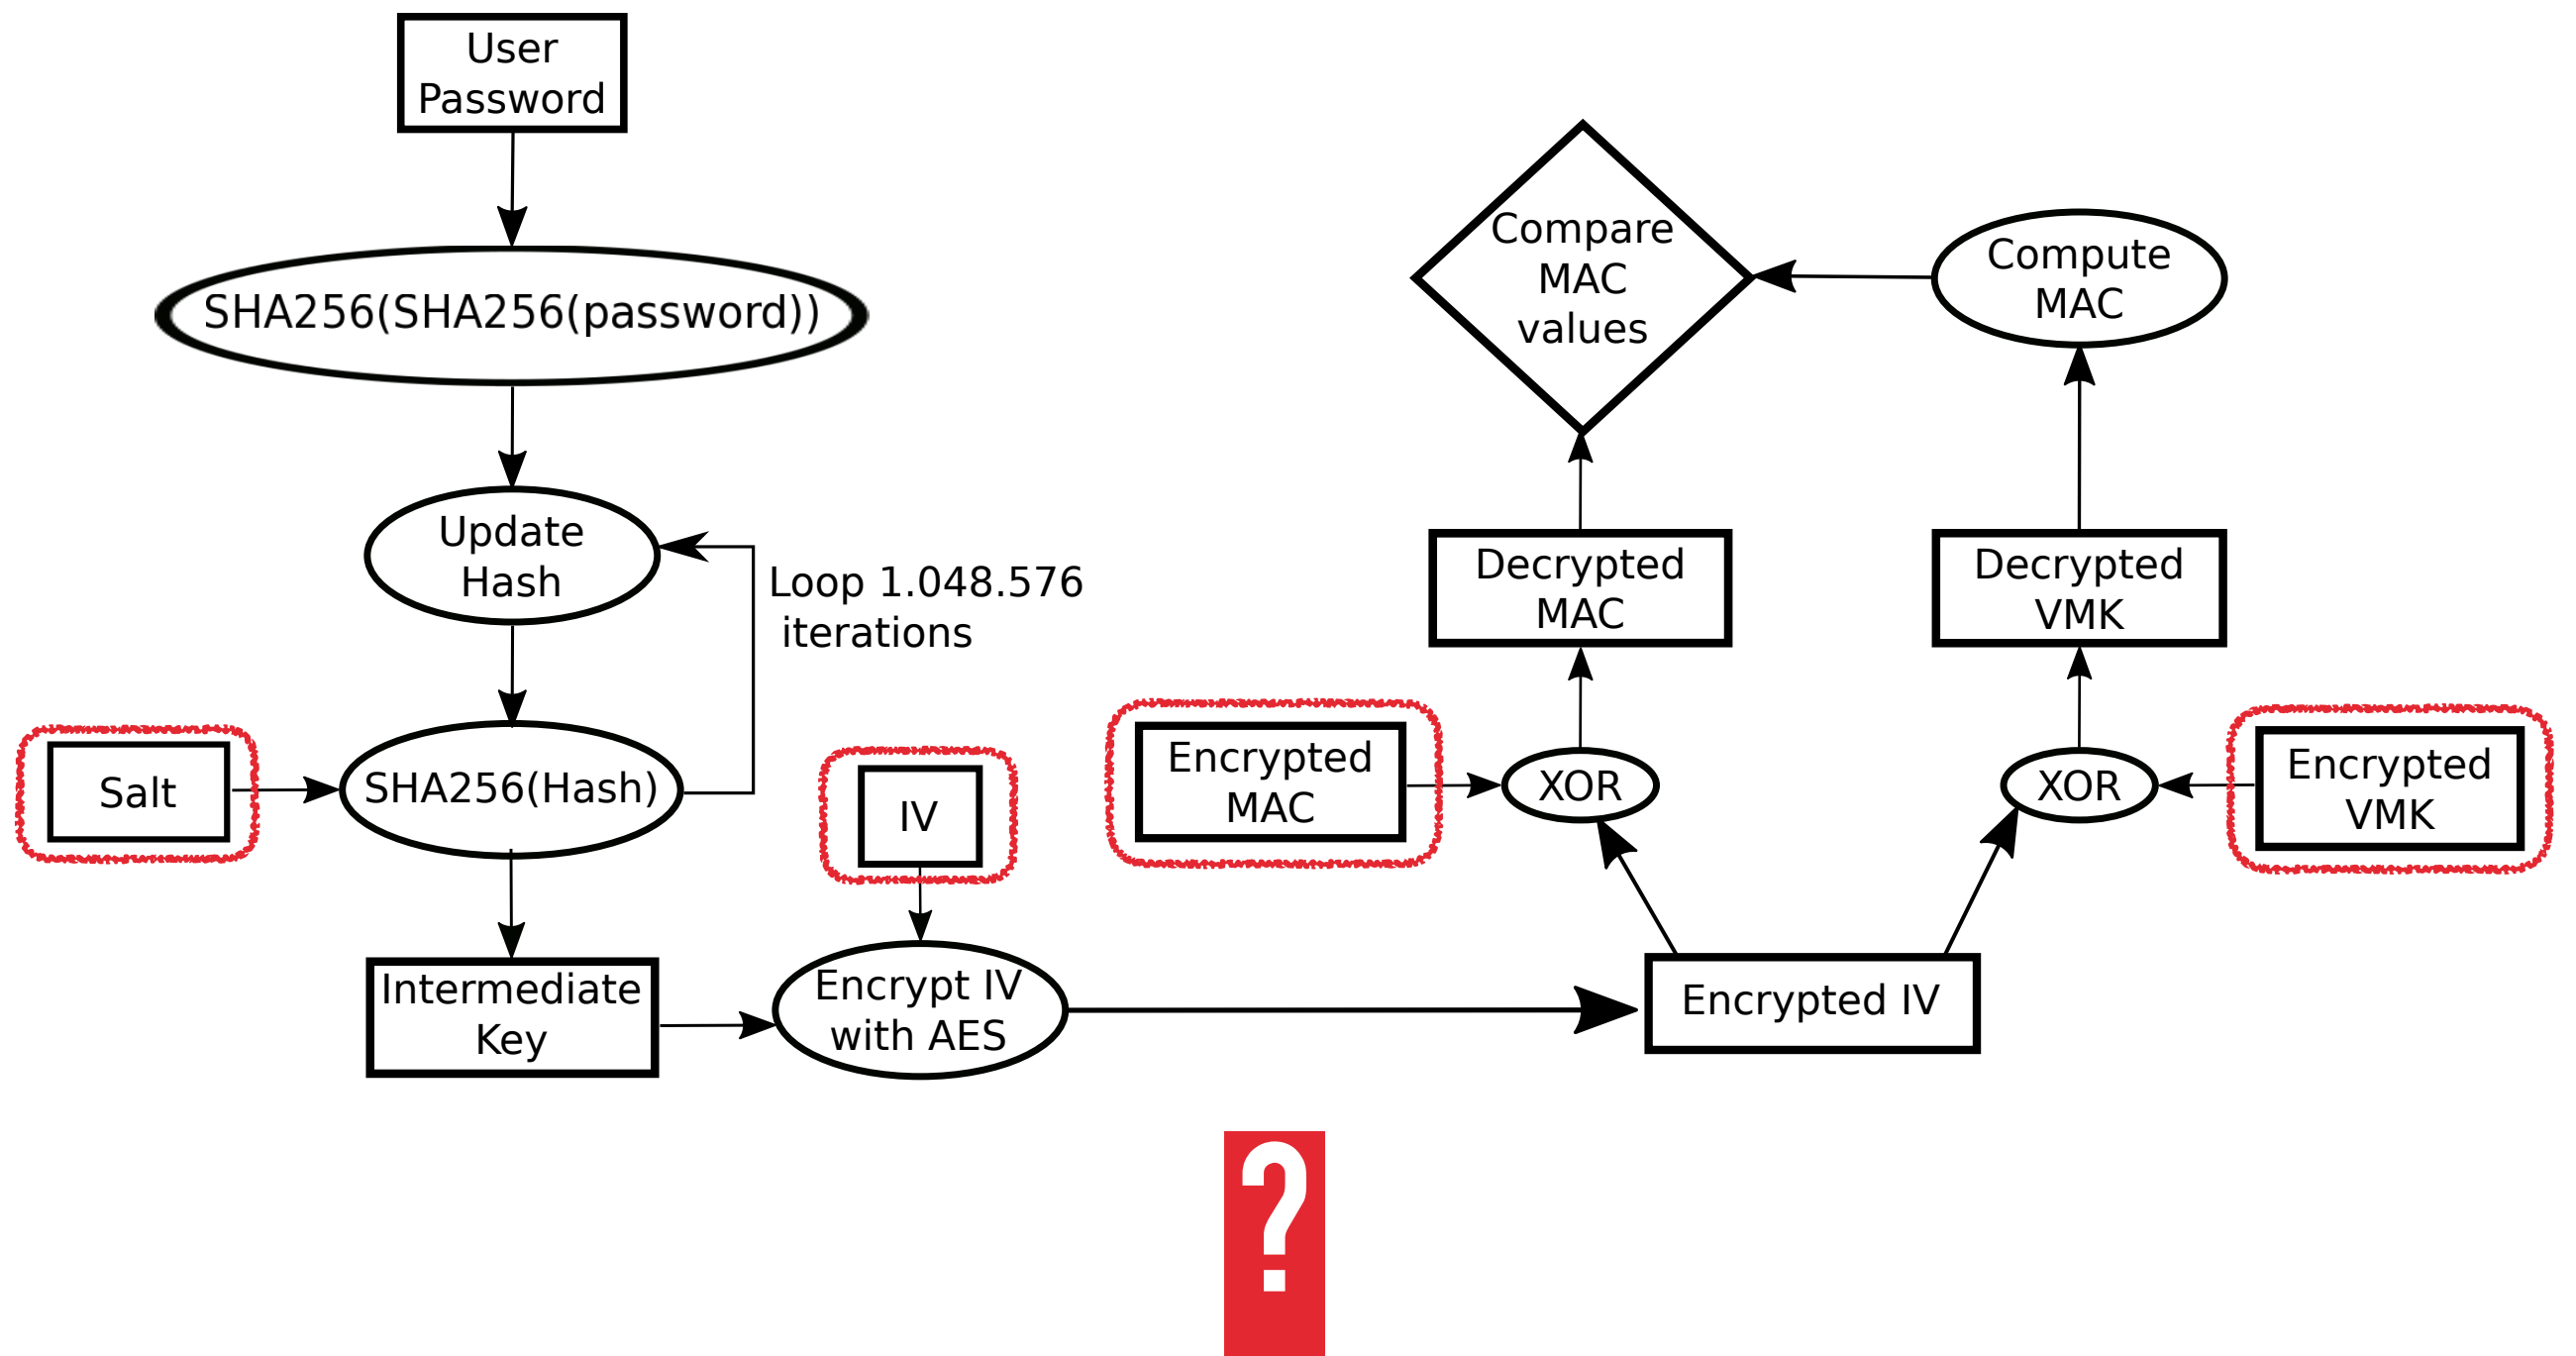 User
Password
SHA256(SHA256(password))
Update
Hash
Loop 1.048.576
iterations
Salt
SHA256(Hash)
IV
Intermediate
Key
Encrypt IV
with AES
Compare
MAC
values
Compute
MAC
Decrypted
MAC
Decrypted
VMK
Encrypted
MAC
XOR
XOR
Encrypted
VMK
Encrypted IV
?